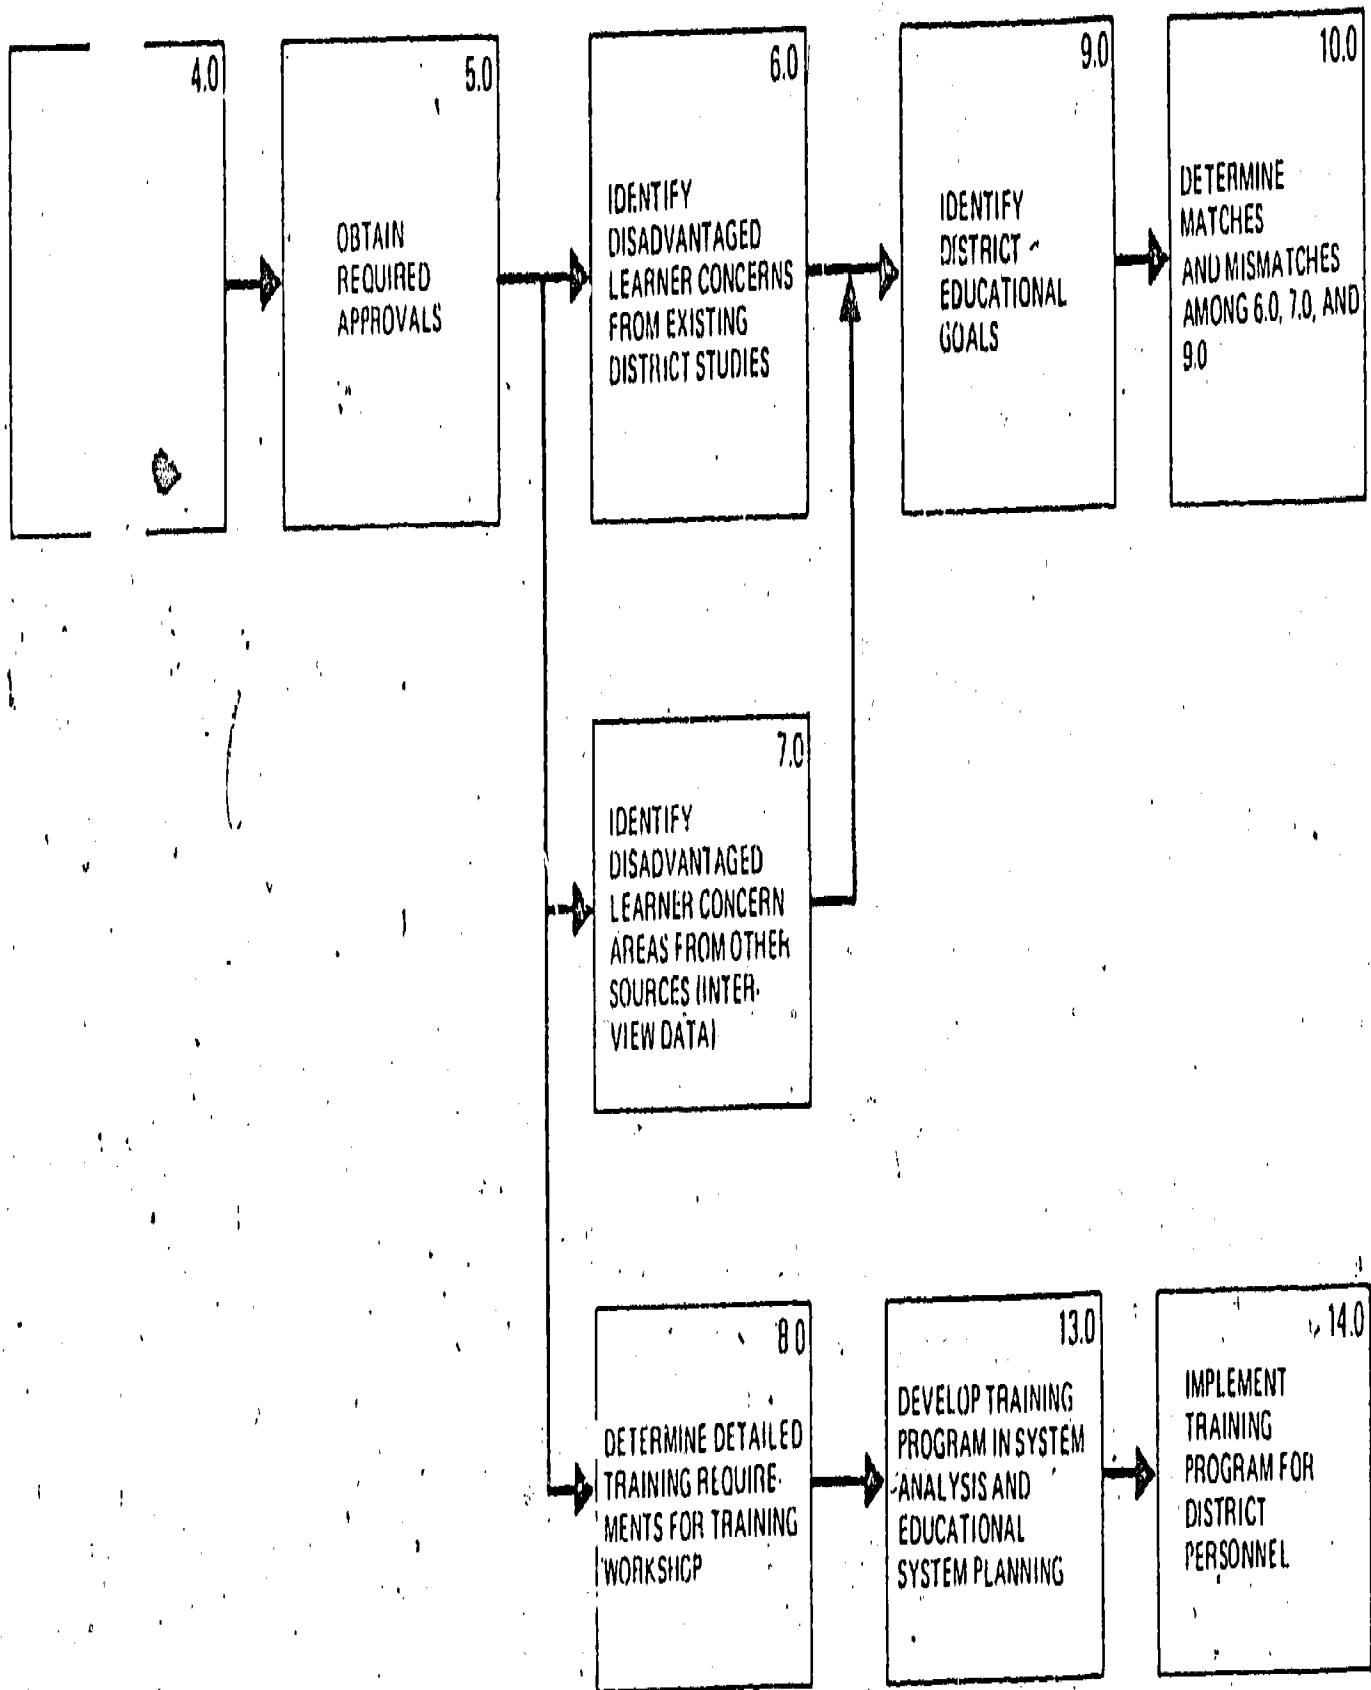 4.0
5.0
OBTAIN
REQUIRED
APPROVALS
6.0
IDENTIFY
DISADVANTAGED
LEARNER CONCERNS
FROM EXISTING
DISTRICT STUDIES
9.0
IDENTIFY
DISTRICT
EDUCATIONAL
GOALS
10.0
DETERMINE
MATCHES
AND MISMATCHES
AMONG 6.0, 7.0, AND
9.0
7.0
IDENTIFY
DISADVANTAGED
LEARNER CONCERN
AREAS FROM OTHER
SOURCES (INTER-
VIEW DATA)
8.0
DETERMINE DETAILED
TRAINING REQUIRE-
MENTS FOR TRAINING
WORKSHOP
13.0
DEVELOP TRAINING
PROGRAM IN SYSTEM
ANALYSIS AND
EDUCATIONAL
SYSTEM PLANNING
14.0
IMPLEMENT
TRAINING
PROGRAM FOR
DISTRICT
PERSONNEL